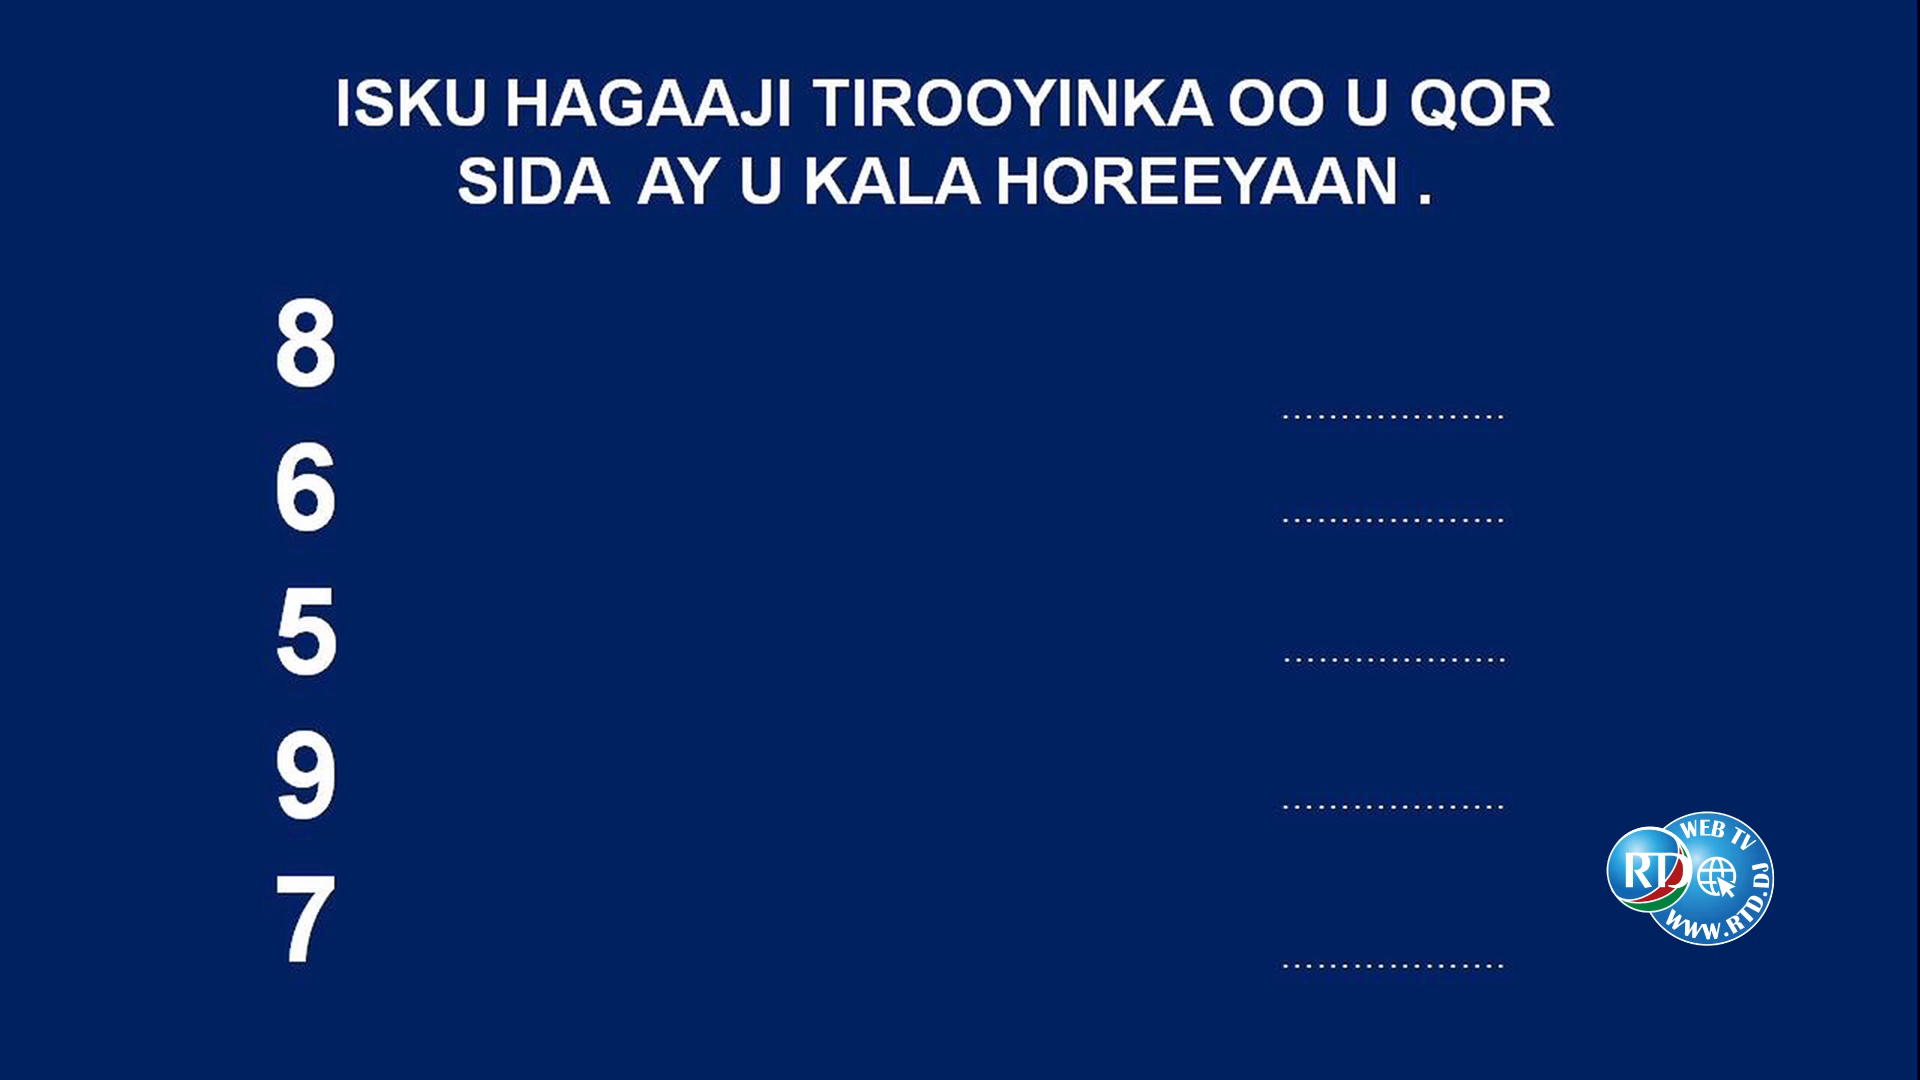 ISKU HAGAAJI TIROOYINKA OO U QOR
SIDA AY U KALA HOREEYAAN .
8
...................
6
...................
5
...................
9
...................
7
...................
RTD
WEB TV
WWW.RTD.DJ